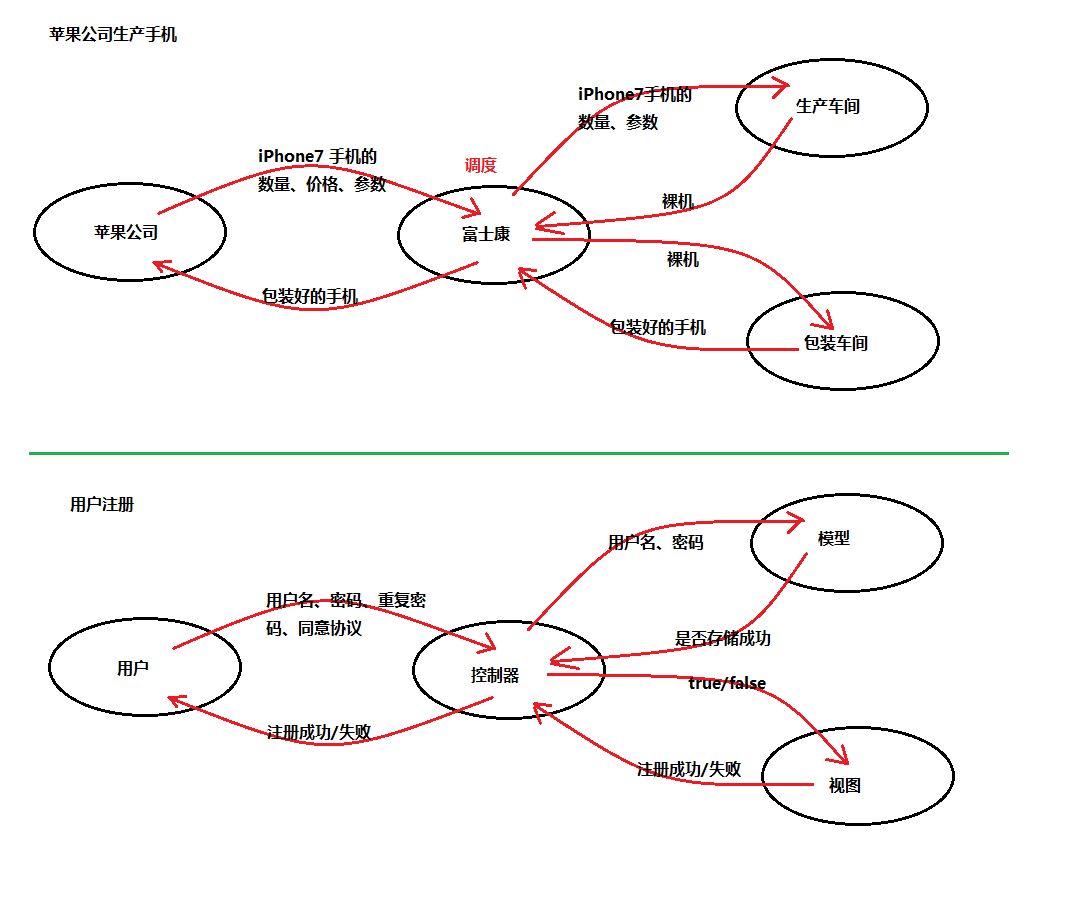 苹果公司生产手机
iPhone7手机的
数量、参数
生产车间
iPhone7 手机的
数量、价格、参数
调度
裸机
苹果公司
富士康
裸机
包装好的手机
包装好的手机
包装车间
用户注册
用户名、密码
模型
用户名、密码、重复密
码、同意协议
是否存储成功
用户
控制器
true/false
注册成功/失败
注册成功/失败
视图